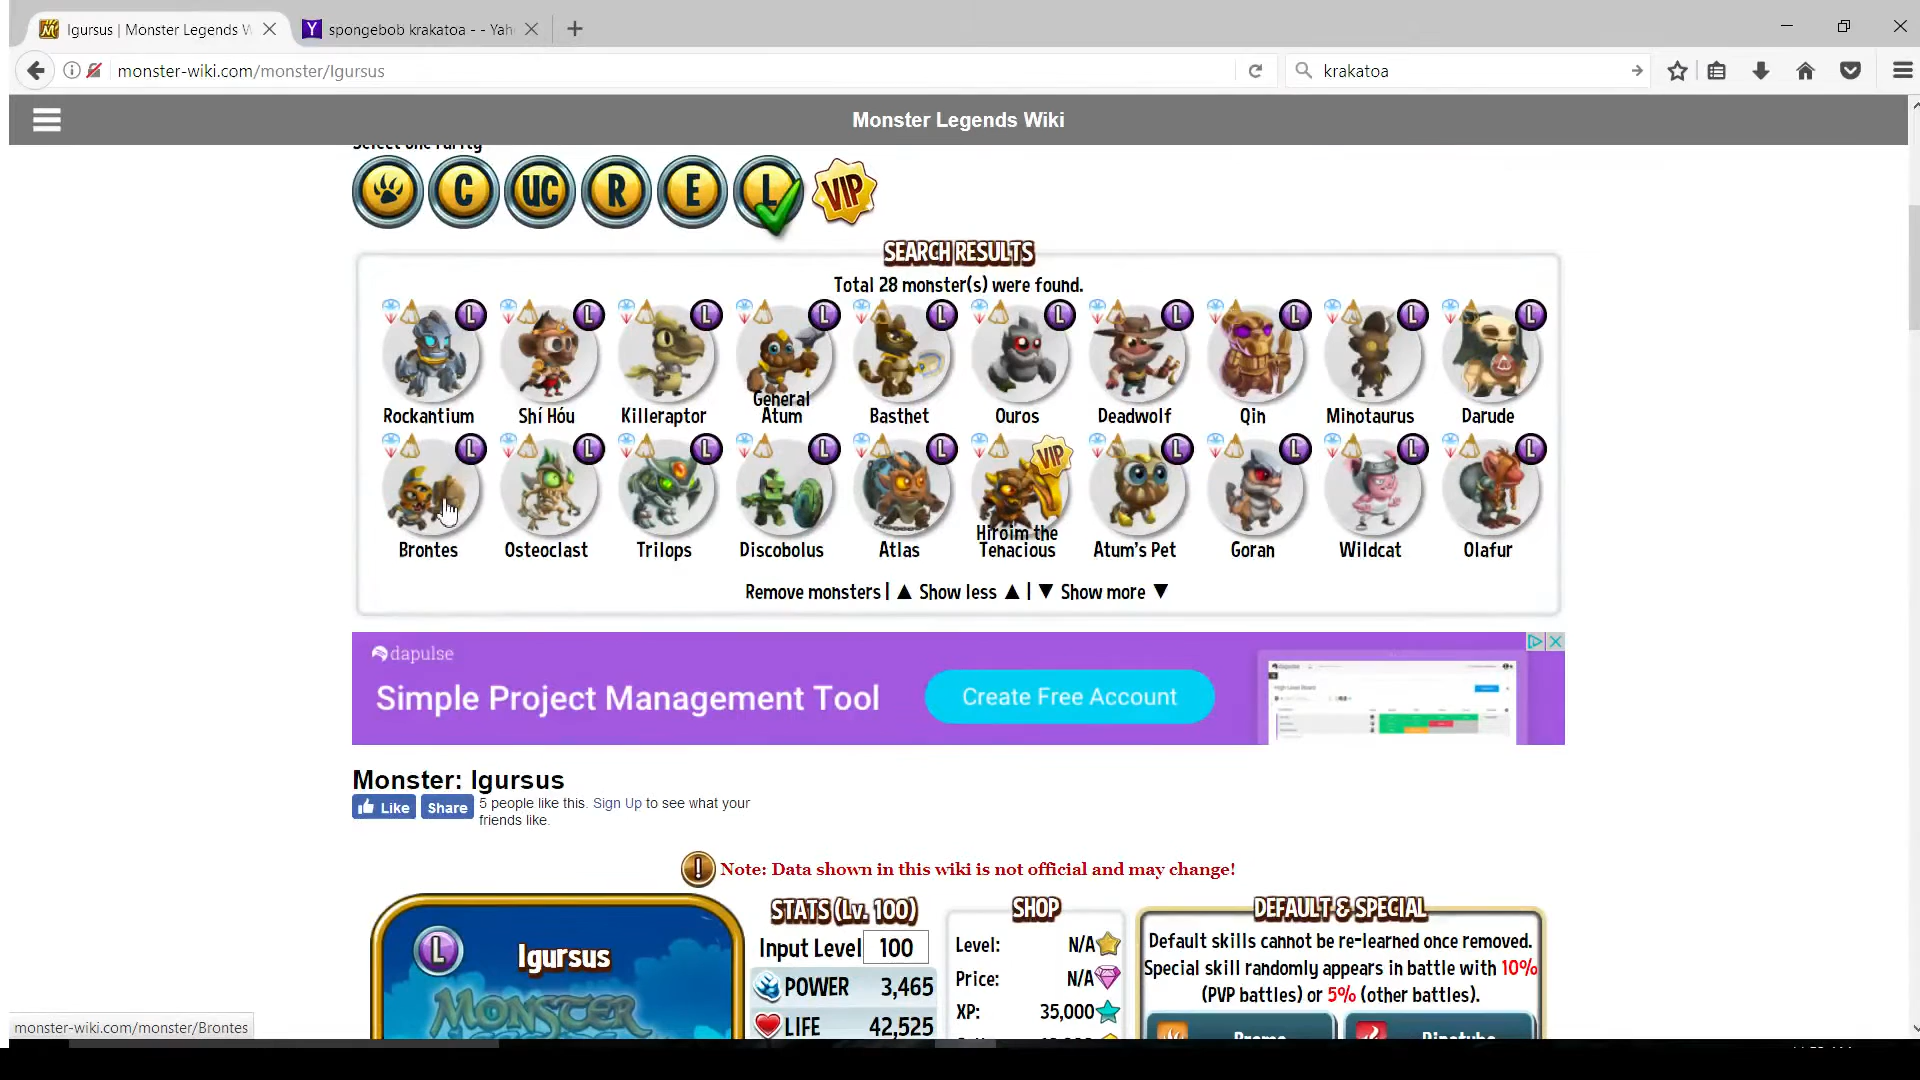 Igursus | Monster Legends W
spongebob krakatoa - - Yah
monster-wiki.com/monster/Igursus
krakatoa
Monster Legends Wiki
Select one rarity
C UC R E L VIP
SEARCH RESULTS
Total 28 monster(s) were found.
L L L L L L L L L L
Rockantium Shí Hóu Killeraptor General Atum Basthet Ouros Deadwolf Qin Minotaurus Darude
L L L L L VIP L L L L
Brontes Osteoclast Trilops Discobolus Atlas Hiroim the Tenacious Atum's Pet Goran Wildcat Olafur
Remove monsters | ▲ Show less ▲ | ▼ Show more ▼
dapulse
Simple Project Management Tool
Create Free Account
Monster: Igursus
Like Share 5 people like this. Sign Up to see what your
friends like.
Note: Data shown in this wiki is not official and may change!
L Igursus
MONSTER
STATS (Lv. 100)
Input Level 100
POWER 3,465
LIFE 42,525
SHOP
Level: N/A
Price: N/A
XP: 35,000
DEFAULT & SPECIAL
Default skills cannot be re-learned once removed.
Special skill randomly appears in battle with 10%
(PVP battles) or 5% (other battles).
monster-wiki.com/monster/Brontes